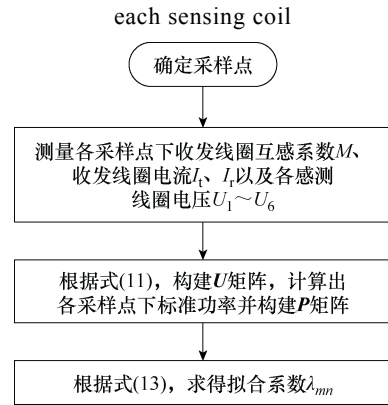 each sensing coil
确定采样点
测量各采样点下收发线圈互感系数M、
收发线圈电流It、Ir以及各感测
线圈电压U1～U6
根据式(11)，构建U矩阵，计算出
各采样点下标准功率并构建P矩阵
根据式(13)，求得拟合系数λmn